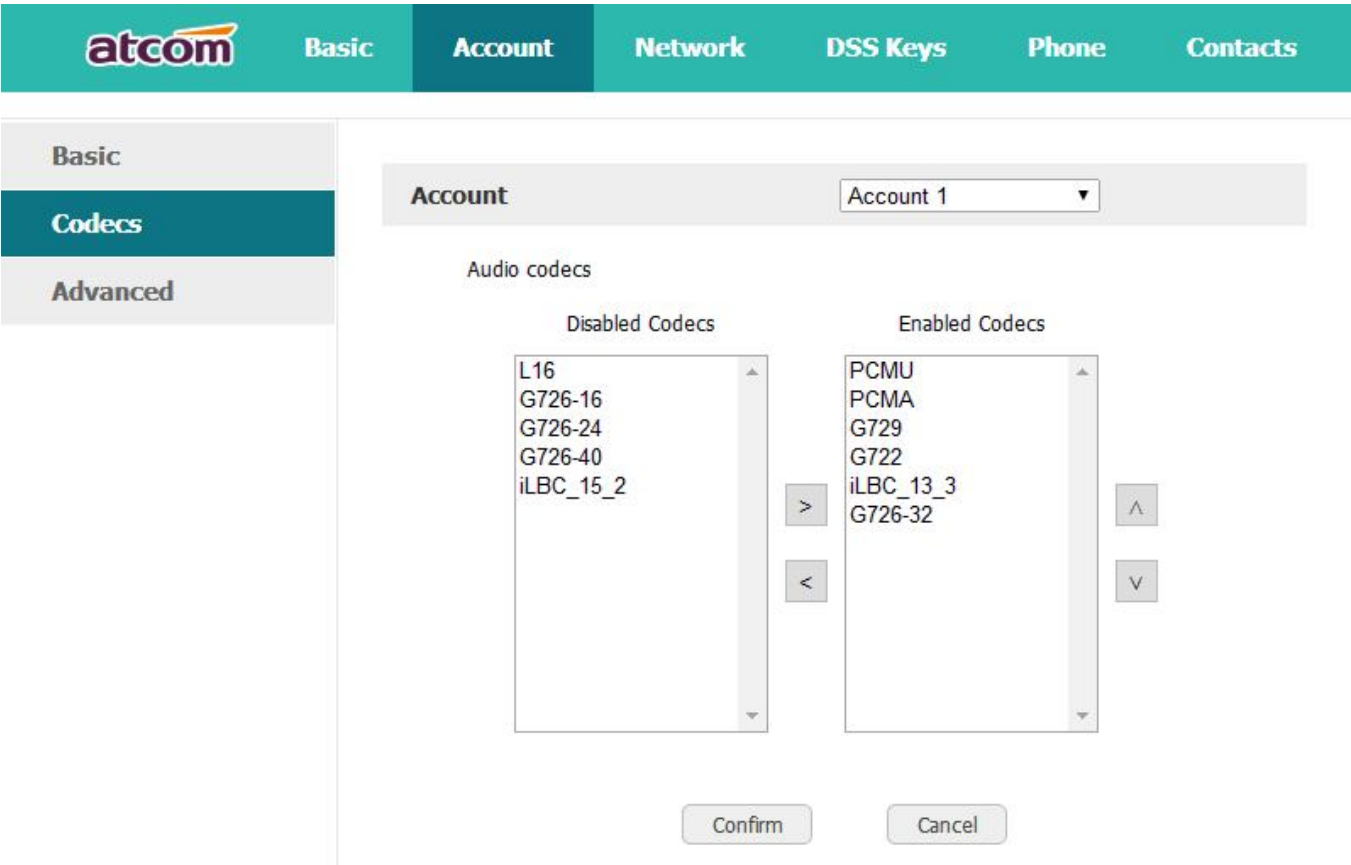 atcom Basic Account Network DSS Keys Phone Contacts
Basic
Codecs
Advanced
Account Account 1
Audio codecs
Disabled Codecs Enabled Codecs
L16 PCMU
G726-16 PCMA
G726-24 G729
G726-40 G722
iLBC_15_2 iLBC_13_3
G726-32
> <
Confirm Cancel